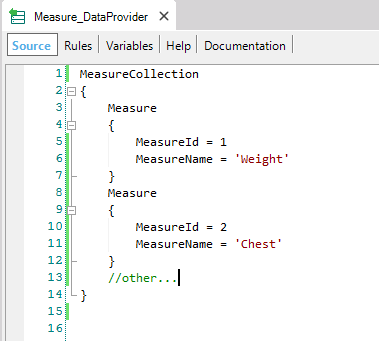 Measure_DataProvider
Source Rules Variables Help Documentation
1 MeasureCollection
2 {
3 Measure
4 {
5 MeasureId = 1
6 MeasureName = 'Weight'
7 }
8 Measure
9 {
10 MeasureId = 2
11 MeasureName = 'Chest'
12 }
13 //other...
14 }
15
16